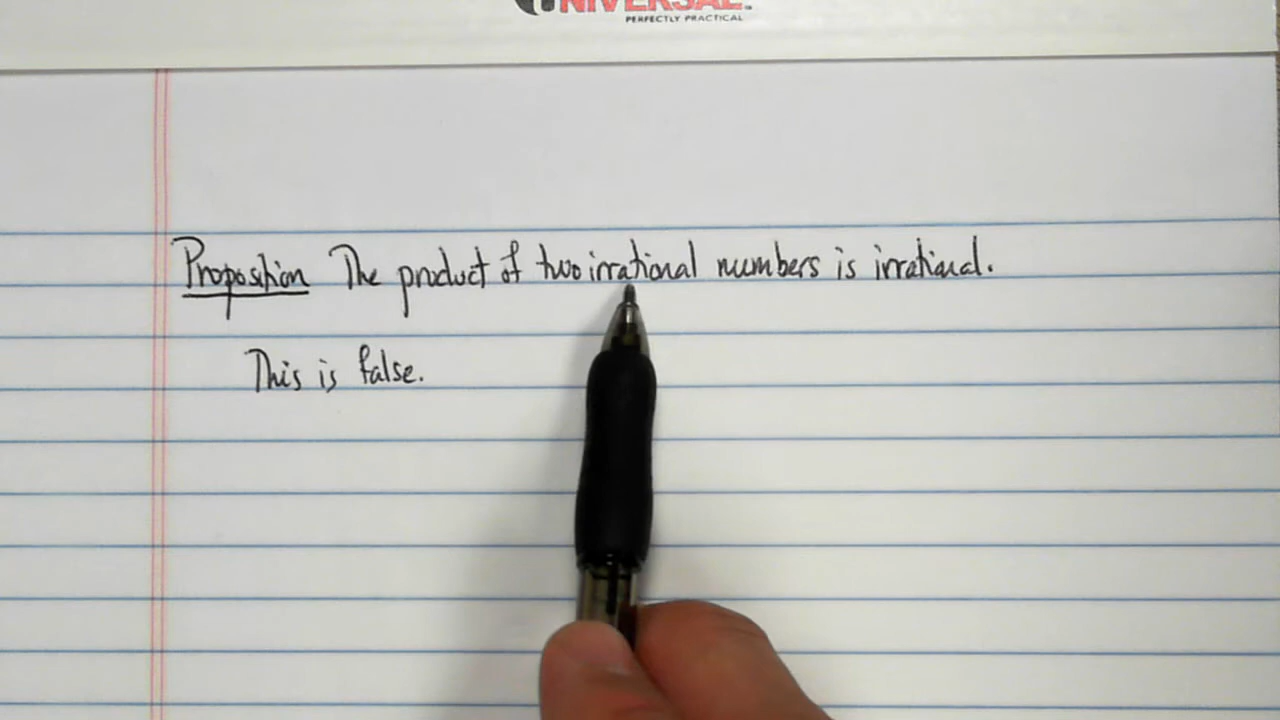 UNIVERSAL
PERFECTLY PRACTICAL
Proposition The product of two irrational numbers is irrational.
This is false.